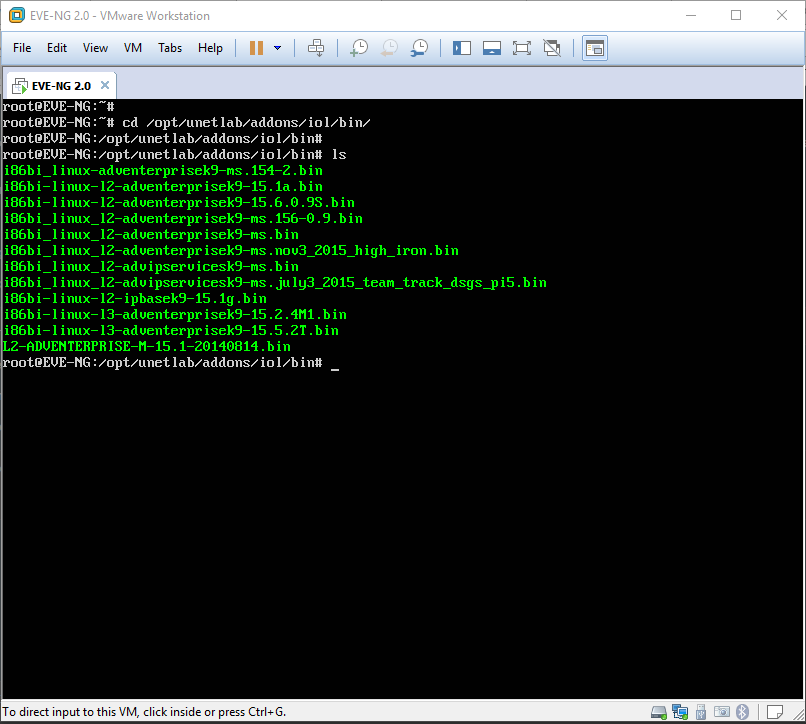 EVE-NG 2.0 - VMware Workstation
File Edit View VM Tabs Help
EVE-NG 2.0
root@EVE-NG:~#
root@EVE-NG:~# cd /opt/unetlab/addons/iol/bin/
root@EVE-NG:/opt/unetlab/addons/iol/bin#
root@EVE-NG:/opt/unetlab/addons/iol/bin# ls
i86bi_linux-adventerprisek9-ms.154-2.bin
i86bi-linux-l2-adventerprisek9-15.1a.bin
i86bi_linux_l2-adventerprisek9-15.6.0.9S.bin
i86bi_linux_l2-adventerprisek9-ms.156-0.9.bin
i86bi_linux_l2-adventerprisek9-ms.bin
i86bi_linux_l2-adventerprisek9-ms.nov3_2015_high_iron.bin
i86bi_linux_l2-advipservicesk9-ms.bin
i86bi_linux_l2-advipservicesk9-ms.july3_2015_team_track_dsgs_pi5.bin
i86bi-linux-l2-ipbasek9-15.1g.bin
i86bi-linux-l3-adventerprisek9-15.2.4M1.bin
i86bi-linux-l3-adventerprisek9-15.5.2T.bin
L2-ADVENTERPRISE-M-15.1-20140814.bin
root@EVE-NG:/opt/unetlab/addons/iol/bin# _
To direct input to this VM, click inside or press Ctrl+G.